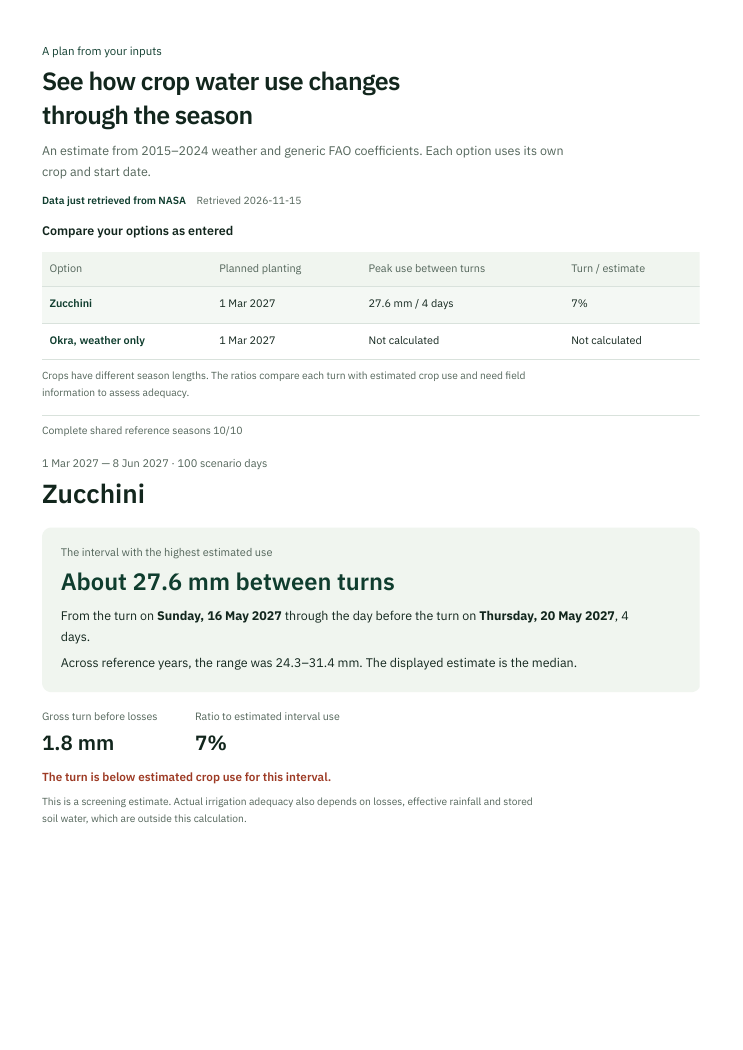 A plan from your inputs
See how crop water use changes
through the season
An estimate from 2015–2024 weather and generic FAO coefficients. Each option uses its own
crop and start date.
Data just retrieved from NASA Retrieved 2026-11-15
Compare your options as entered
Option Planned planting Peak use between turns Turn / estimate
Zucchini 1 Mar 2027 27.6 mm / 4 days 7%
Okra, weather only 1 Mar 2027 Not calculated Not calculated
Crops have different season lengths. The ratios compare each turn with estimated crop use and need field
information to assess adequacy.
Complete shared reference seasons 10/10
1 Mar 2027 — 8 Jun 2027 · 100 scenario days
Zucchini
The interval with the highest estimated use
About 27.6 mm between turns
From the turn on Sunday, 16 May 2027 through the day before the turn on Thursday, 20 May 2027, 4
days.
Across reference years, the range was 24.3–31.4 mm. The displayed estimate is the median.
Gross turn before losses Ratio to estimated interval use
1.8 mm 7%
The turn is below estimated crop use for this interval.
This is a screening estimate. Actual irrigation adequacy also depends on losses, effective rainfall and stored
soil water, which are outside this calculation.